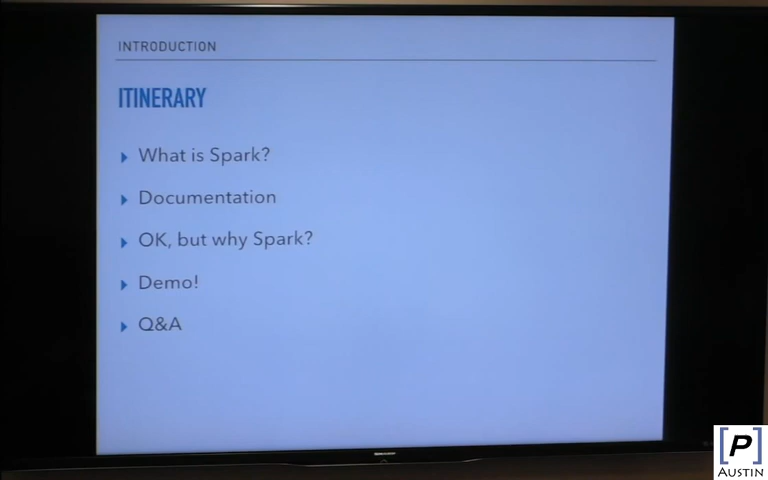 INTRODUCTION
ITINERARY
What is Spark?
Documentation
OK, but why Spark?
Demo!
Q&A
[P]
AUSTIN